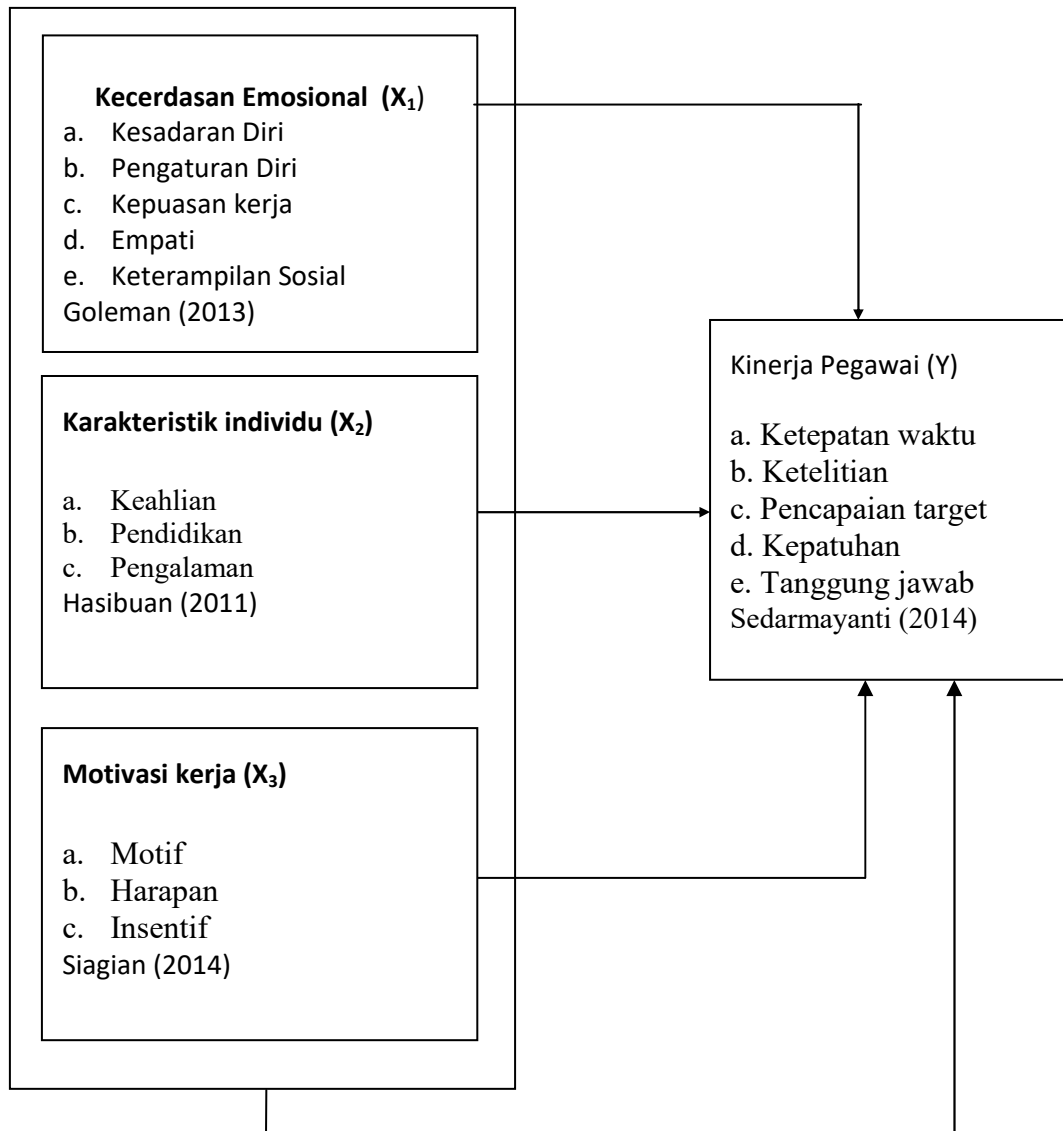 Kecerdasan Emosional (X₁)
a. Kesadaran Diri
b. Pengaturan Diri
c. Kepuasan kerja
d. Empati
e. Keterampilan Sosial
Goleman (2013)
Karakteristik individu (X₂)
a. Keahlian
b. Pendidikan
c. Pengalaman
Hasibuan (2011)
Motivasi kerja (X₃)
a. Motif
b. Harapan
c. Insentif
Siagian (2014)
Kinerja Pegawai (Y)
a. Ketepatan waktu
b. Ketelitian
c. Pencapaian target
d. Kepatuhan
e. Tanggung jawab
Sedarmayanti (2014)